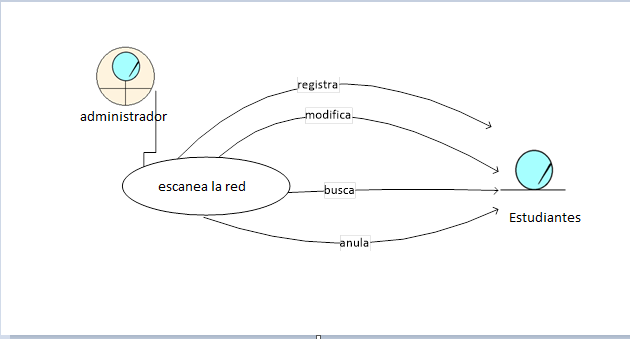 registra
modifica
administrador
escanea la red
busca
Estudiantes
anula